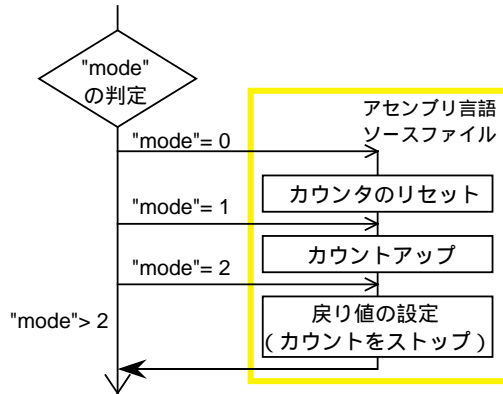 "mode"
の判定
アセンブリ言語
ソースファイル
"mode"= 0
カウンタのリセット
"mode"= 1
カウントアップ
"mode"= 2
戻り値の設定
( カウントをストップ )
"mode"> 2